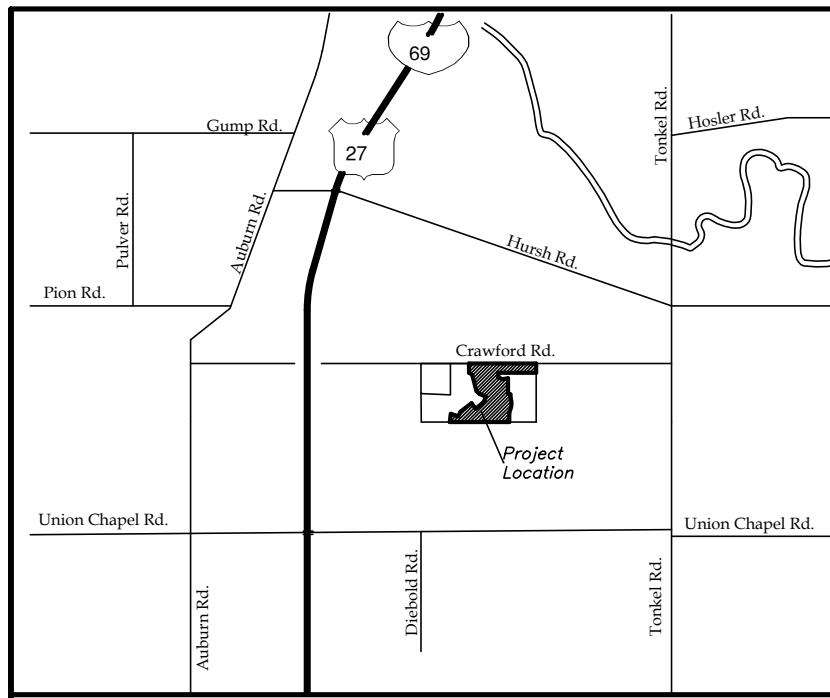 69
27
Gump Rd.
Tonkel Rd.
Hosler Rd.
Pulver Rd.
Auburn Rd.
Hursh Rd.
Pion Rd.
Crawford Rd.
Project
Location
Union Chapel Rd.
Union Chapel Rd.
Auburn Rd.
Diebold Rd.
Tonkel Rd.